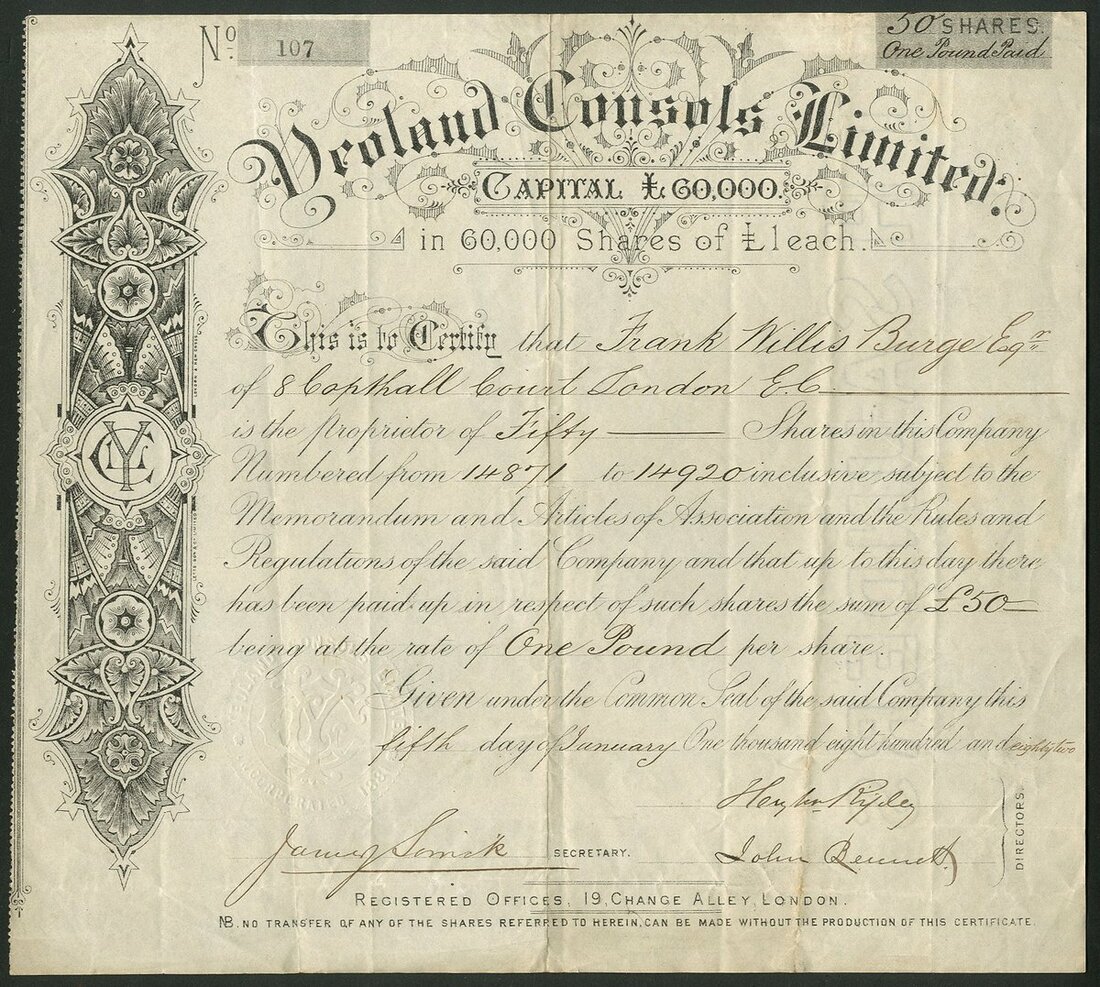 No. 107
50 SHARES.
One Pound Paid
Yeoland Consols Limited.
CAPITAL £60,000.
in 60,000 Shares of £1 each.
This is to Certify that Frank Willis Burge Esqr
of 8 Copthall Court London E.C.
is the Proprietor of Fifty Shares in this Company
Numbered from 14871 to 14920 inclusive subject to the
Memorandum and Articles of Association and the Rules and
Regulations of the said Company and that up to this day there
has been paid up in respect of such shares the sum of £50
being at the rate of One Pound per share.
Given under the Common Seal of the said Company this
fifth day of January One thousand eight hundred and eighty two
SECRETARY.
John Bennett
DIRECTORS.
REGISTERED OFFICES, 19, CHANGE ALLEY, LONDON.
NB. NO TRANSFER OF ANY OF THE SHARES REFERRED TO HEREIN, CAN BE MADE WITHOUT THE PRODUCTION OF THIS CERTIFICATE.
YCL